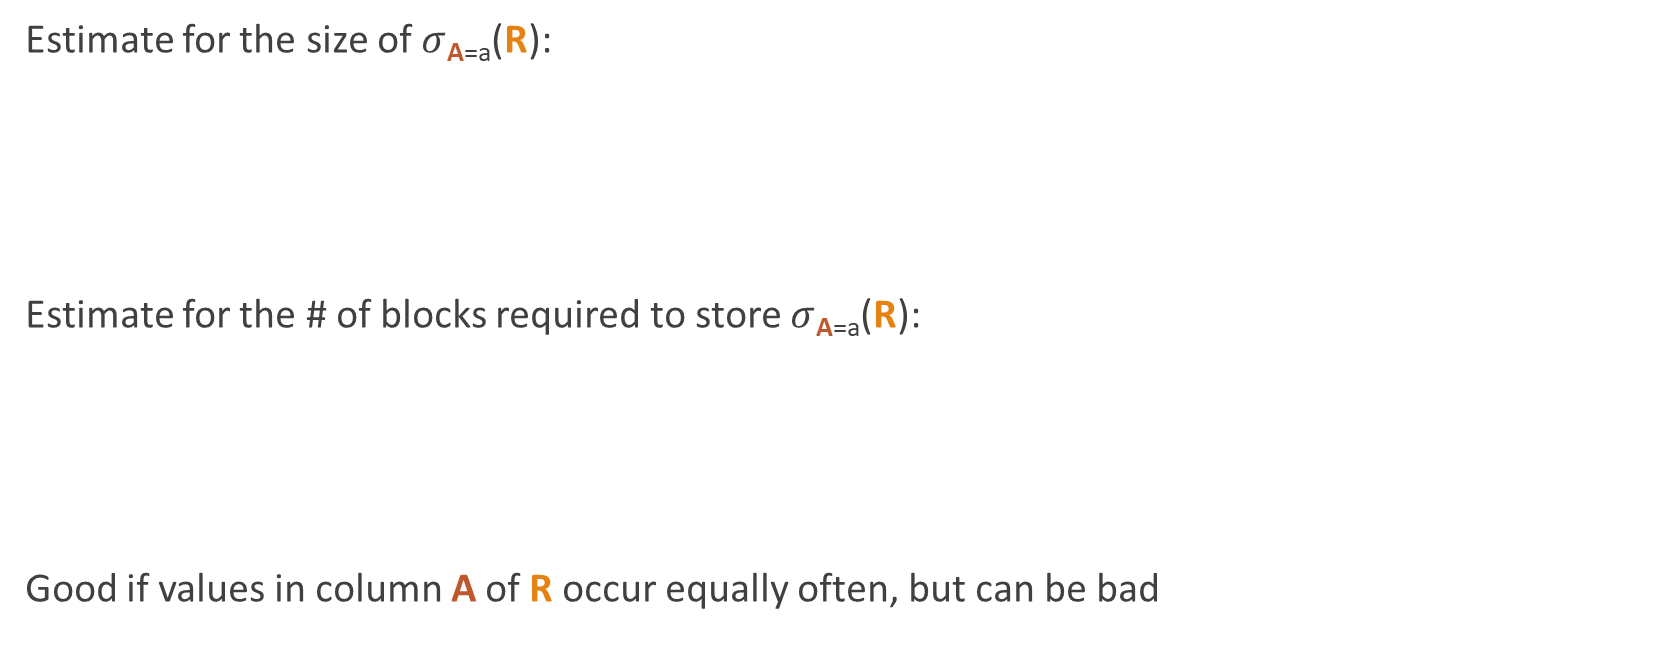 Estimate for the size of σA=a(R):
Estimate for the # of blocks required to store σA=a(R):
Good if values in column A of R occur equally often, but can be bad